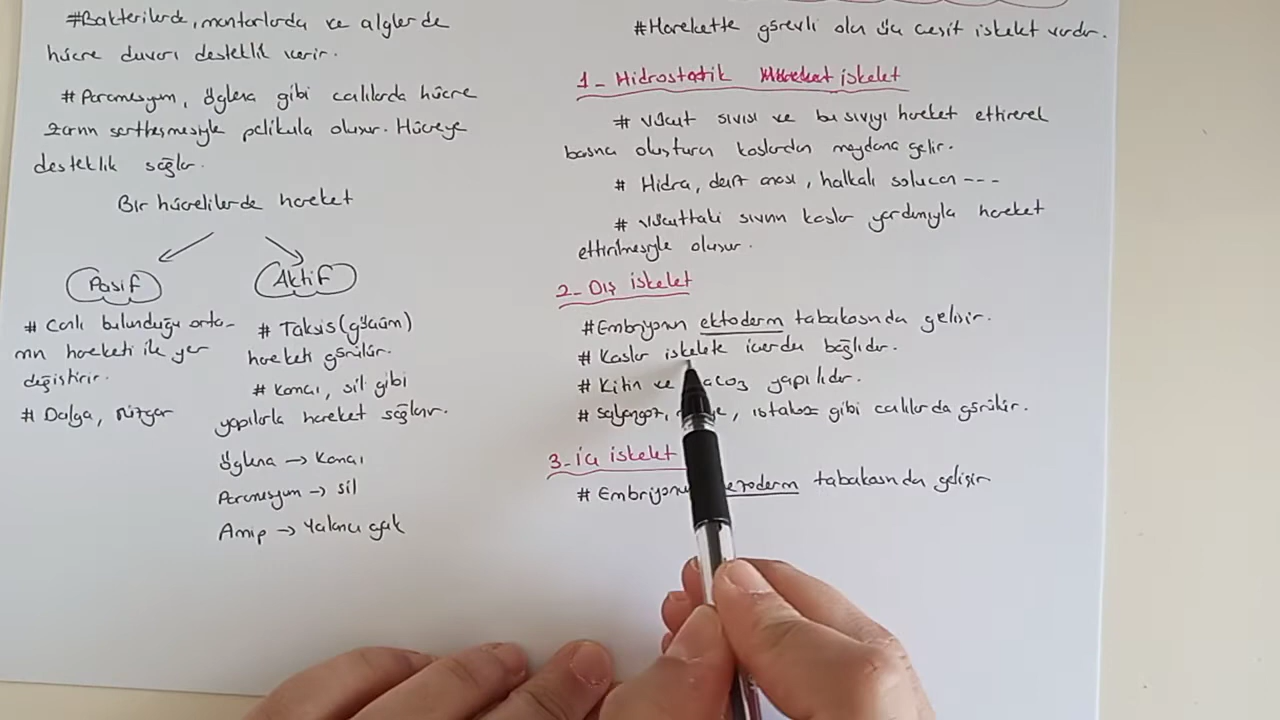 #Bakterilerde, mantarlarda ve alglerde
hücre duvarı desteklik verir.
# Paramesyum, öglena gibi canlılarda hücre
zarının sertleşmesiyle pelikula oluşur. Hücreye
desteklik sağlar.
Bir hücrelilerde hareket
Pasif
# Canlı bulunduğu orta-
mın hareketi ile yer
değiştirir.
# Dalga, rüzgar
Aktif
# Taksis (göçüm)
hareketi görülür.
# Kamçı, sil gibi
yapılarla hareket sağlanır.
Öglena → Kamçı
Paramesyum → sil
Amip → Yalancı ayak
#Harekette görevli olan üç çeşit iskelet vardır.
1- Hidrostatik iskelet
# Vücut sıvısı ve bu sıvıyı hareket ettirerek
basınç oluşturan kaslardan meydana gelir.
# Hidra, deniz anası, halkalı solucan ---
# Vücuttaki sıvının kaslar yardımıyla hareket
ettirilmesiyle oluşur.
2- Dış iskelet
#Embriyonun ektoderm tabakasında gelişir.
# Kaslar iskelete içerden bağlıdır.
# Kitin ve yapılıdır.
# Salyangoz, ıstakoz gibi canlılarda görülür.
3- İç iskelet
# Embriyonun tabakasında gelişir